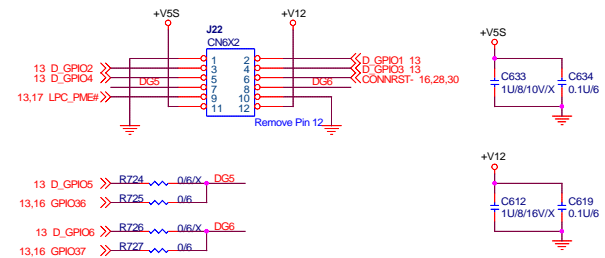 +V5S
J22
CN6X2
+V12
1 2
3 4
5 6
7 8
9 10
11 12
13 D_GPIO2
13 D_GPIO4
DG5
13,17 LPC_PME#
D_GPIO1 13
D_GPIO3 13
CONNRST- 16,28,30
DG6
Remove Pin 12
+V5S
C633
1U/8/10V/X
C634
0.1U/6
13 D_GPIO5
R724
0/6/X
DG5
13,16 GPIO36
R725
0/6
13 D_GPIO6
R726
0/6/X
DG6
13,16 GPIO37
R727
0/6
+V12
C612
1U/8/16V/X
C619
0.1U/6